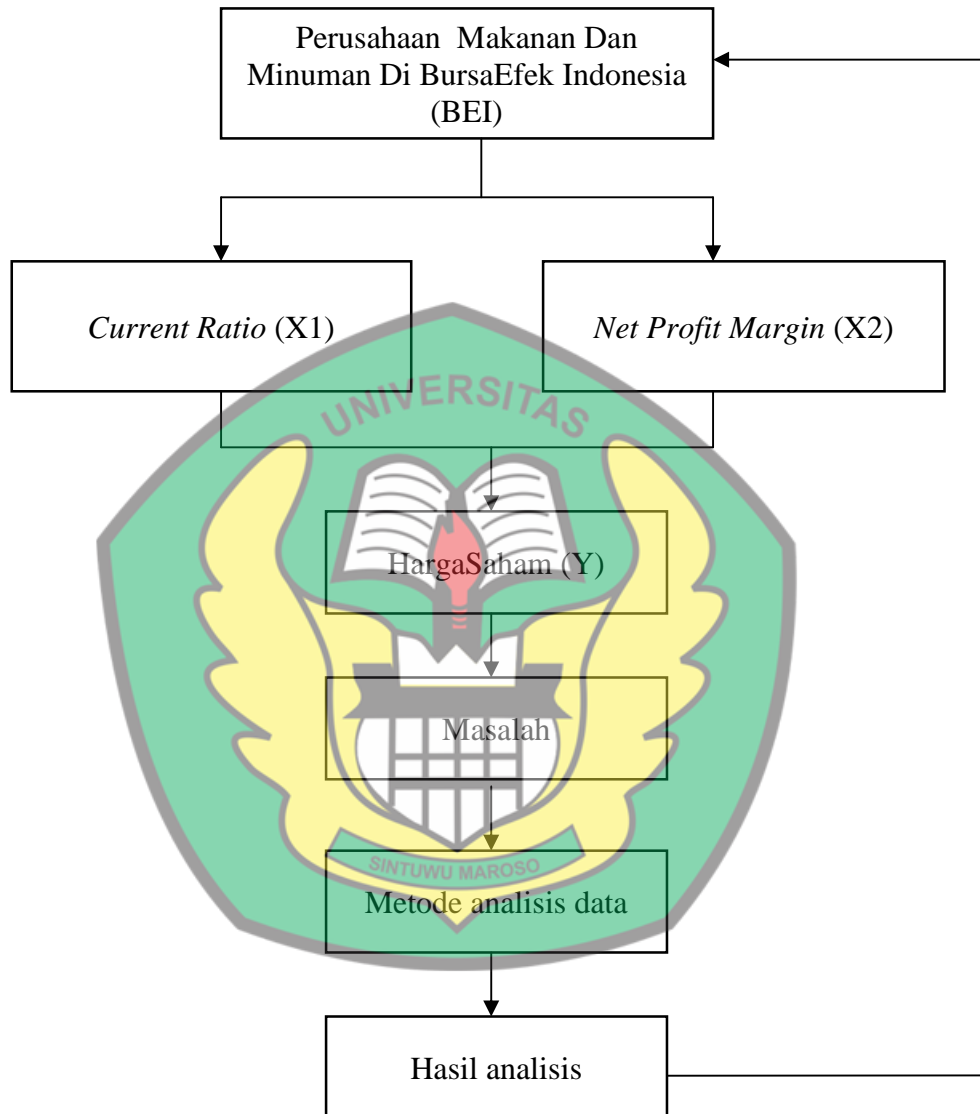 Perusahaan Makanan Dan
Minuman Di BursaEfek Indonesia
(BEI)
Current Ratio (X1)
Net Profit Margin (X2)
UNIVERSITAS
HargaSaham (Y)
Masalah
SINTUWU MAROSO
Metode analisis data
Hasil analisis